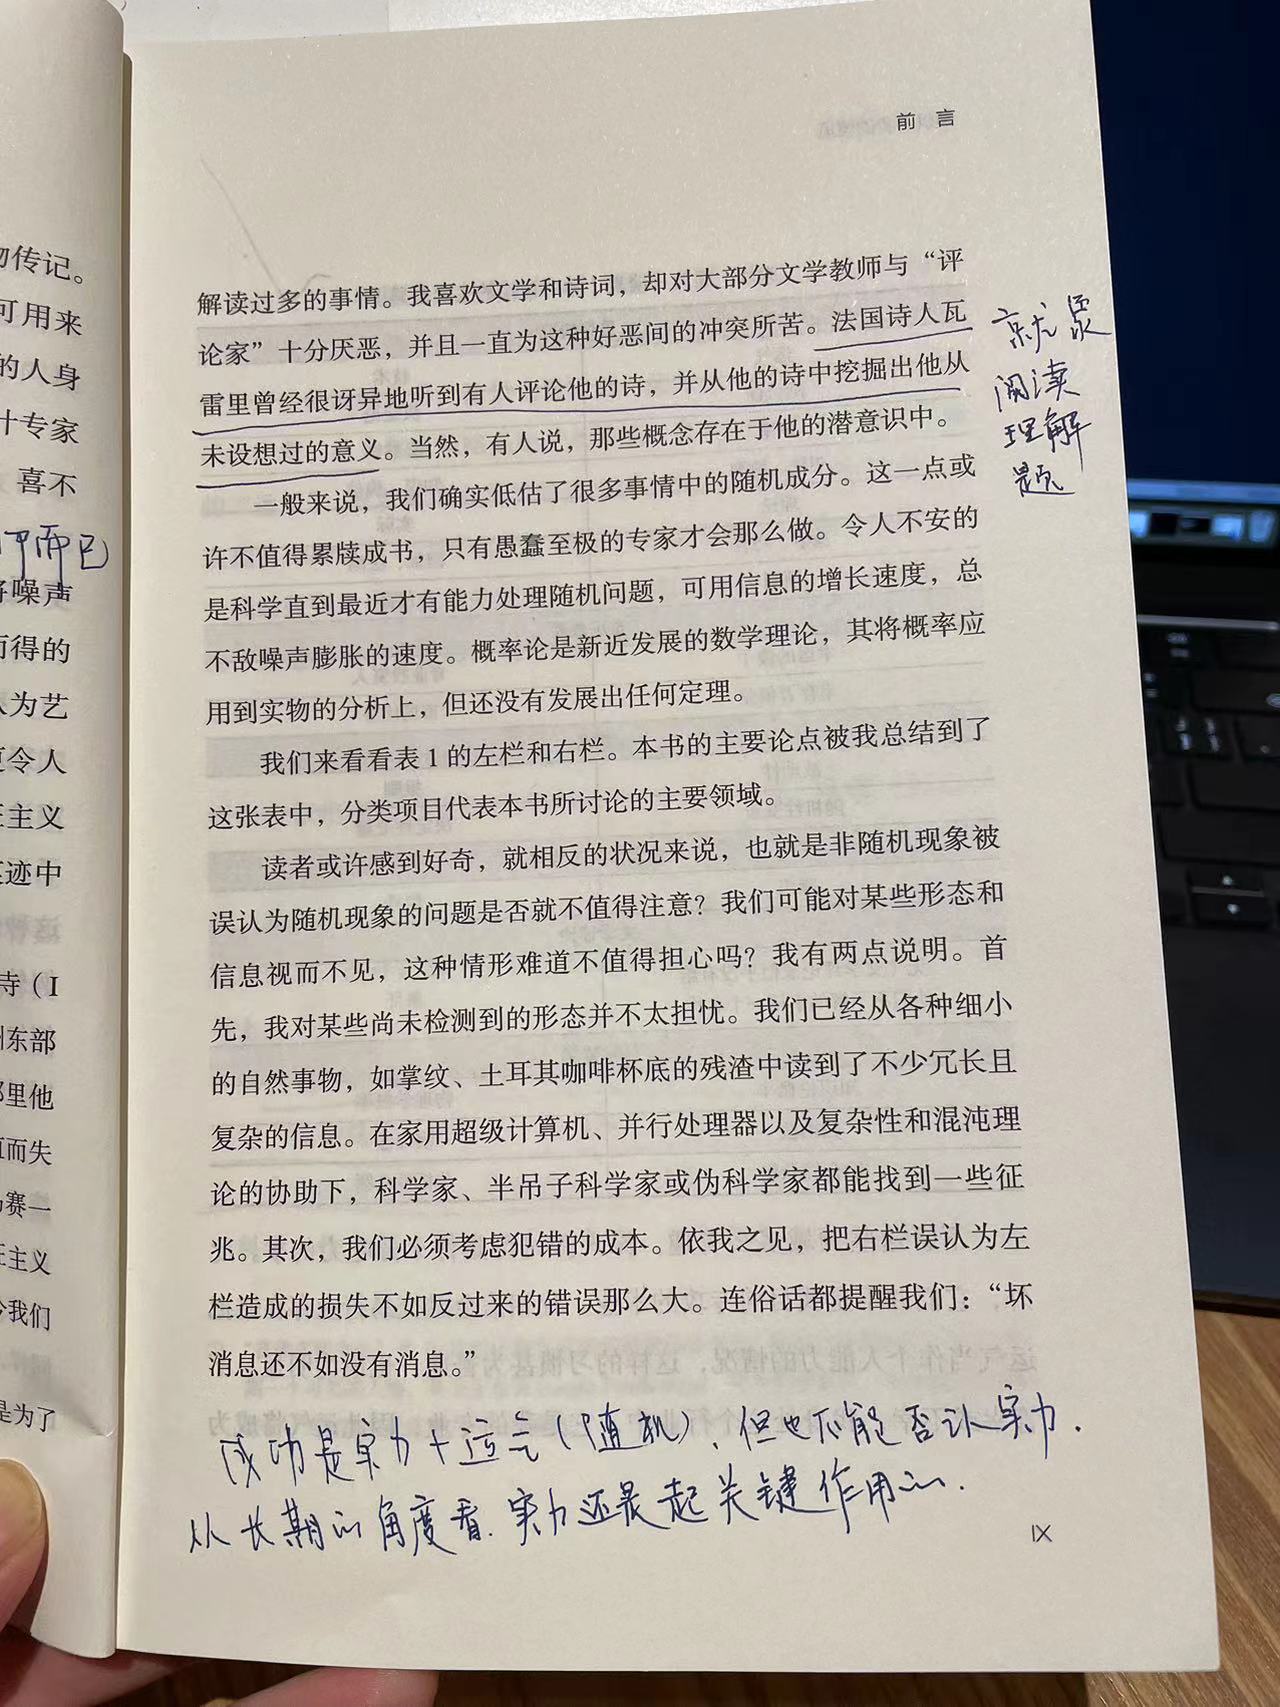 前 言
物传记。
可用来
的人身
计专家
喜不
而已
将噪声
而得的
认为艺
更令人
证主义
寺（I
州东部
那里他
而失
马赛一
证主义
令我们
是为了
解读过多的事情。我喜欢文学和诗词，却对大部分文学教师与“评
论家”十分厌恶，并且一直为这种好恶间的冲突所苦。法国诗人瓦
雷里曾经很讶异地听到有人评论他的诗，并从他的诗中挖掘出他从
未设想过的意义。当然，有人说，那些概念存在于他的潜意识中。
就象
阅读
理解
题
一般来说，我们确实低估了很多事情中的随机成分。这一点或
许不值得累牍成书，只有愚蠢至极的专家才会那么做。令人不安的
是科学直到最近才有能力处理随机问题，可用信息的增长速度，总
不敌噪声膨胀的速度。概率论是新近发展的数学理论，其将概率应
用到实物的分析上，但还没有发展出任何定理。
我们来看看表1的左栏和右栏。本书的主要论点被我总结到了
这张表中，分类项目代表本书所讨论的主要领域。
读者或许感到好奇，就相反的状况来说，也就是非随机现象被
误认为随机现象的问题是否就不值得注意？我们可能对某些形态和
信息视而不见，这种情形难道不值得担心吗？我有两点说明。首
先，我对某些尚未检测到的形态并不太担忧。我们已经从各种细小
的自然事物，如掌纹、土耳其咖啡杯底的残渣中读到了不少冗长且
复杂的信息。在家用超级计算机、并行处理器以及复杂性和混沌理
论的协助下，科学家、半吊子科学家或伪科学家都能找到一些征
兆。其次，我们必须考虑犯错的成本。依我之见，把右栏误认为左
栏造成的损失不如反过来的错误那么大。连俗话都提醒我们：“坏
消息还不如没有消息。”
成功是实力+运气(随机)、但也不能否认实力.
从长期的角度看、实力还是起关键作用的.
IX